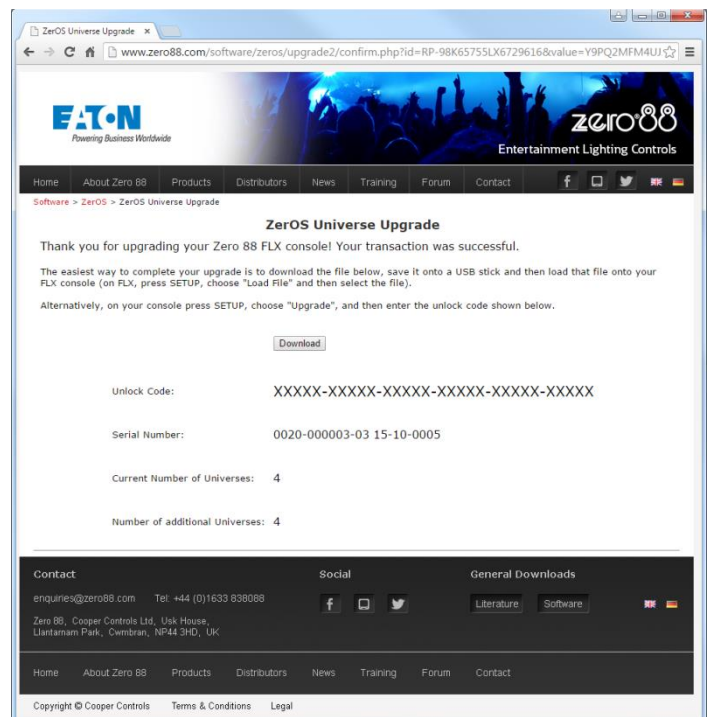 ZerOS Universe Upgrade
www.zero88.com/software/zeros/upgrade2/confirm.php?id=RP-98K65755LX6729616&value=Y9PQ2MFM4UJ
EATON
Powering Business Worldwide
zero88
Entertainment Lighting Controls
Home About Zero 88 Products Distributors News Training Forum Contact
Software > ZerOS > ZerOS Universe Upgrade
ZerOS Universe Upgrade
Thank you for upgrading your Zero 88 FLX console! Your transaction was successful.
The easiest way to complete your upgrade is to download the file below, save it onto a USB stick and then load that file onto your
FLX console (on FLX, press SETUP, choose "Load File" and then select the file).
Alternatively, on your console press SETUP, choose "Upgrade", and then enter the unlock code shown below.
Download
Unlock Code: XXXXX-XXXXX-XXXXX-XXXXX-XXXXX-XXXXX
Serial Number: 0020-000003-03 15-10-0005
Current Number of Universes: 4
Number of additional Universes: 4
Contact Social General Downloads
enquiries@zero88.com Tel: +44 (0)1633 838088 Literature Software
Zero 88, Cooper Controls Ltd, Usk House,
Llantarnam Park, Cwmbran, NP44 3HD, UK
Home About Zero 88 Products Distributors News Training Forum Contact
Copyright © Cooper Controls Terms & Conditions Legal